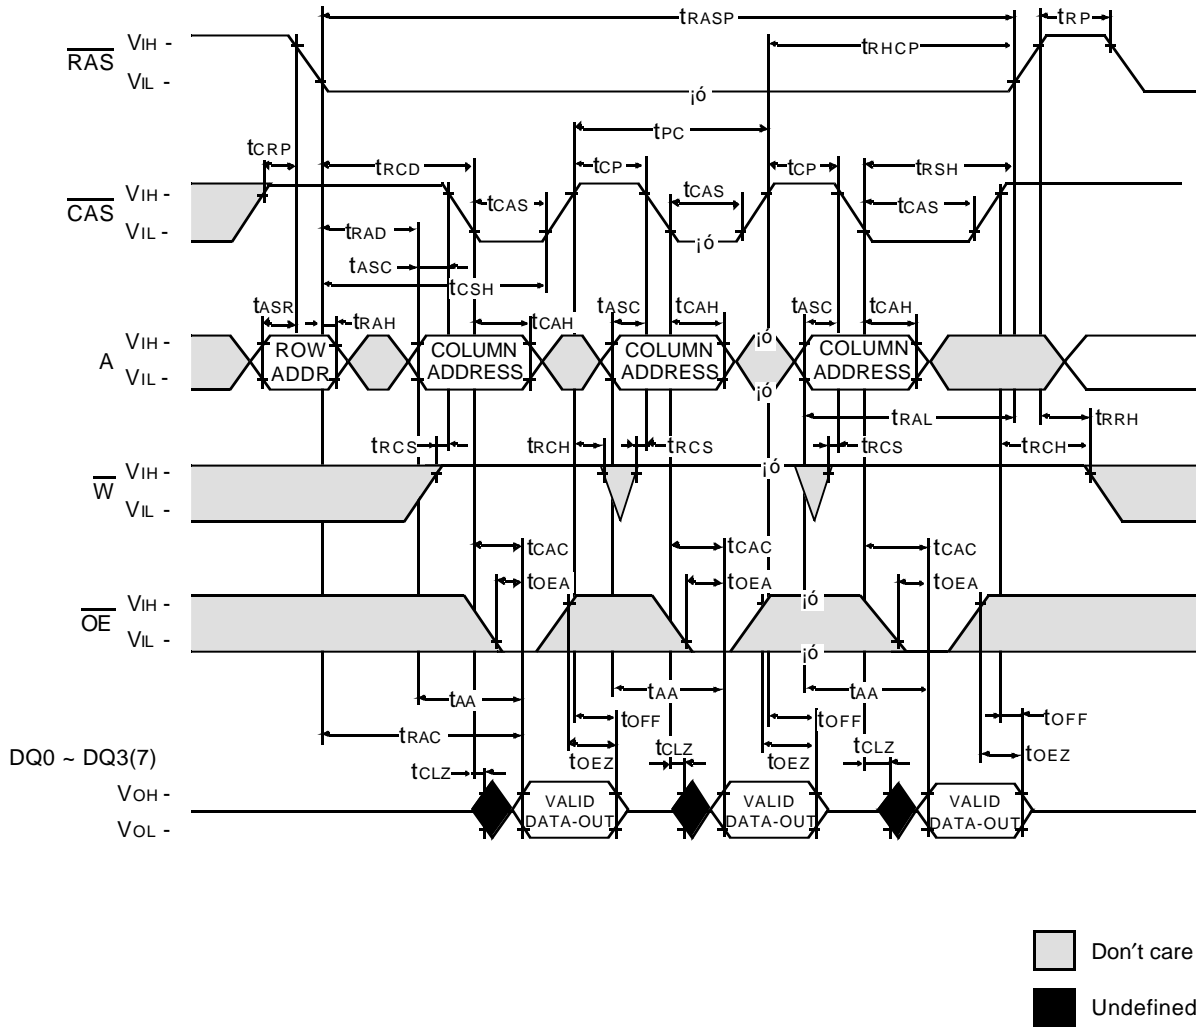 tRASP
tRP
tRHCP
RAS
VIH -
VIL -
¡ó
tPC
tCRP
tRCD
tCP
tCP
tRSH
CAS
VIH -
VIL -
tCAS
tCAS
tCAS
¡ó
tRAD
tASC
tCSH
tASR
tRAH
tCAH
tASC
tCAH
tASC
tCAH
A
VIH -
VIL -
ROW
ADDR
COLUMN
ADDRESS
COLUMN
ADDRESS
COLUMN
ADDRESS
¡ó
¡ó
tRAL
tRRH
tRCS
tRCH
tRCS
tRCS
tRCH
W
VIH -
VIL -
¡ó
tCAC
tCAC
tCAC
tOEA
tOEA
tOEA
OE
VIH -
VIL -
¡ó
¡ó
tAA
tAA
tAA
tOFF
tOFF
tOFF
tRAC
tOEZ
tOEZ
tOEZ
DQ0 ~ DQ3(7)
tCLZ
tCLZ
tCLZ
VOH -
VOL -
VALID
DATA-OUT
VALID
DATA-OUT
VALID
DATA-OUT
Don′t care
Undefined